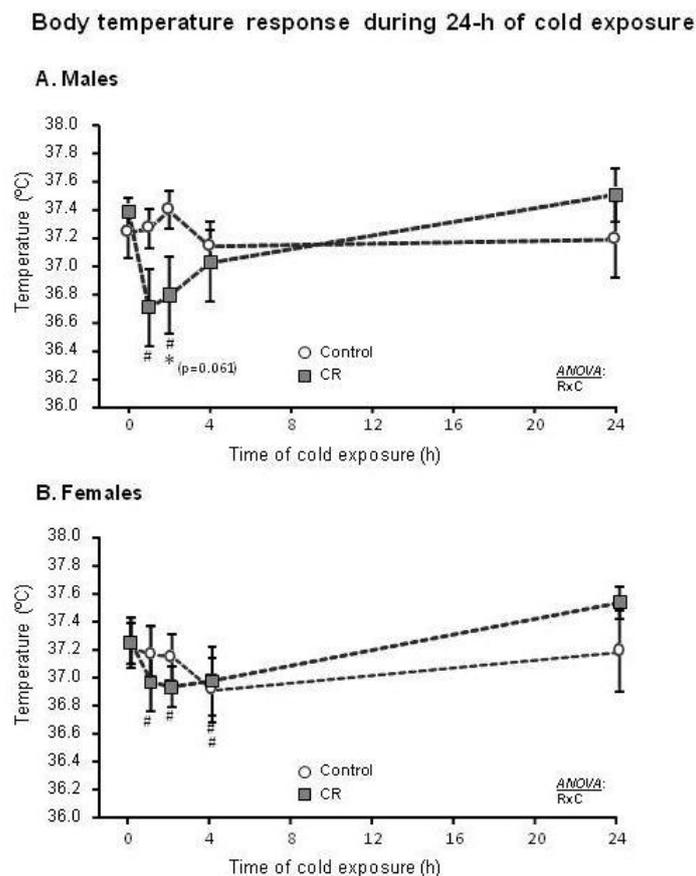 Body temperature response during 24-h of cold exposure
A. Males
38.0
37.8
37.6
37.4
37.2
37.0
36.8
36.6
36.4
36.2
36.0
Temperature (ºC)
#
#
* (p=0.061)
Control
CR
ANOVA:
RxC
0 4 8 12 16 20 24
Time of cold exposure (h)
B. Females
38.0
37.8
37.6
37.4
37.2
37.0
36.8
36.6
36.4
36.2
36.0
Temperature (ºC)
# # #
#
Control
CR
ANOVA:
RxC
0 4 8 12 16 20 24
Time of cold exposure (h)